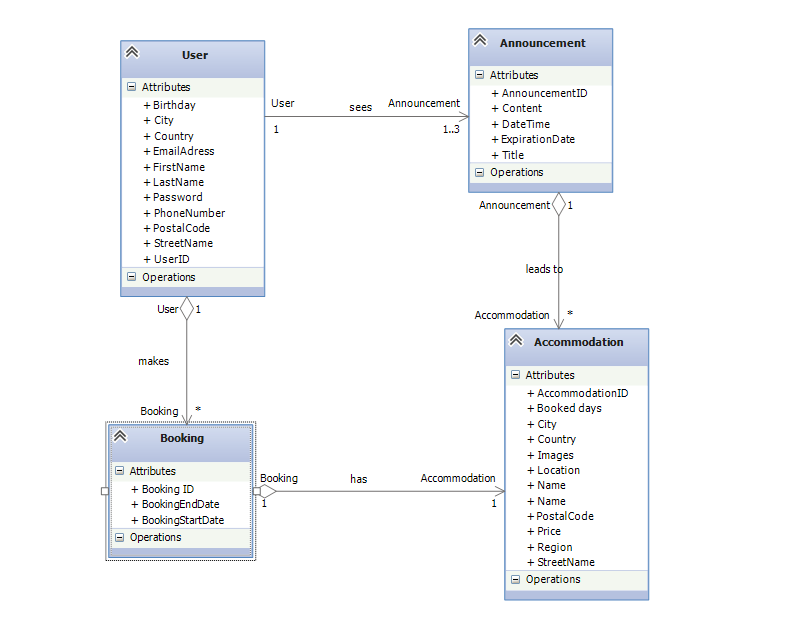 User
Attributes
+ Birthday
+ City
+ Country
+ EmailAdress
+ FirstName
+ LastName
+ Password
+ PhoneNumber
+ PostalCode
+ StreetName
+ UserID
Operations
User sees Announcement
1 1..3
Announcement
Attributes
+ AnnouncementID
+ Content
+ DateTime
+ ExpirationDate
+ Title
Operations
Announcement 1
leads to
Accommodation *
User 1
makes
Booking *
Booking
Attributes
+ Booking ID
+ BookingEndDate
+ BookingStartDate
Operations
Booking has Accommodation
1 1
Accommodation
Attributes
+ AccommodationID
+ Booked days
+ City
+ Country
+ Images
+ Location
+ Name
+ Name
+ PostalCode
+ Price
+ Region
+ StreetName
Operations